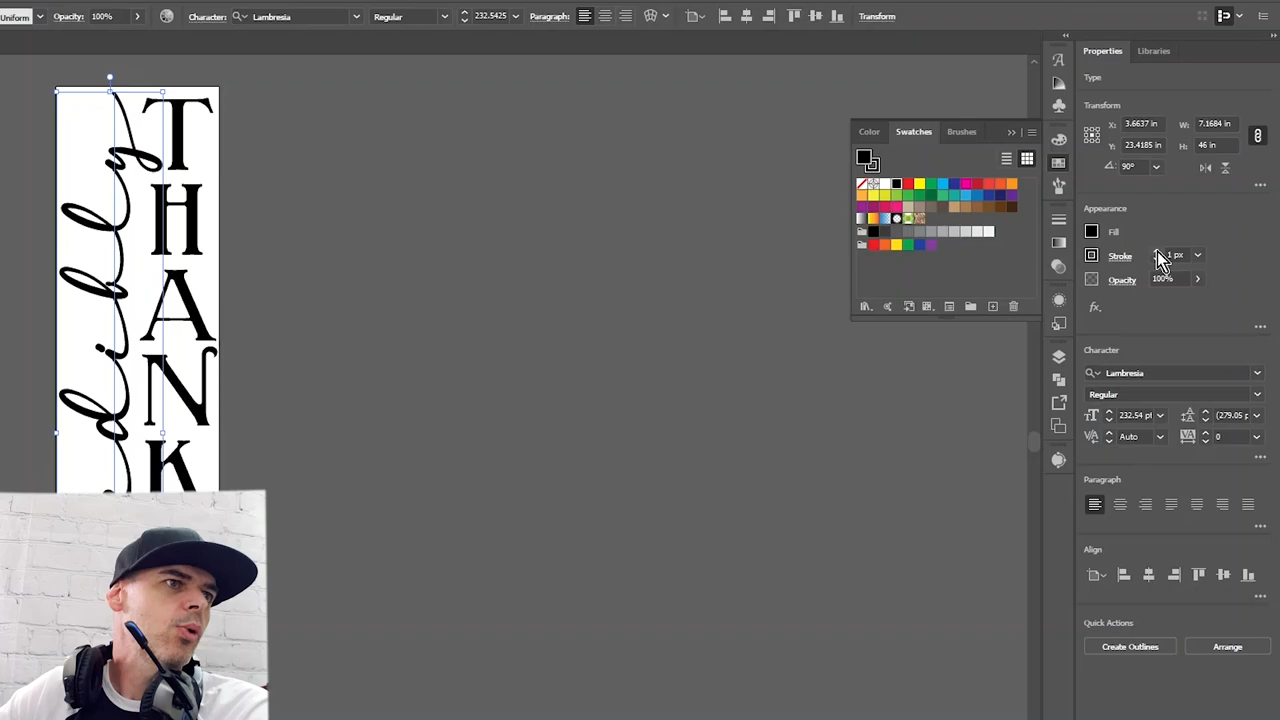 Uniform Opacity: 100% Character: Lambresia Regular 232.5425 Paragraph: Transform
Properties Libraries
Type
Transform
X: 3.6637 in W: 7.1684 in
Y: 23.4185 in H: 46 in
90°
Color Swatches Brushes
Appearance
Fill
Stroke 1 px
Opacity 100%
fx.
Character
Lambresia
Regular
232.54 pt (279.05 p
Auto 0
Paragraph
Align
Quick Actions
Create Outlines Arrange
THANK
dibly